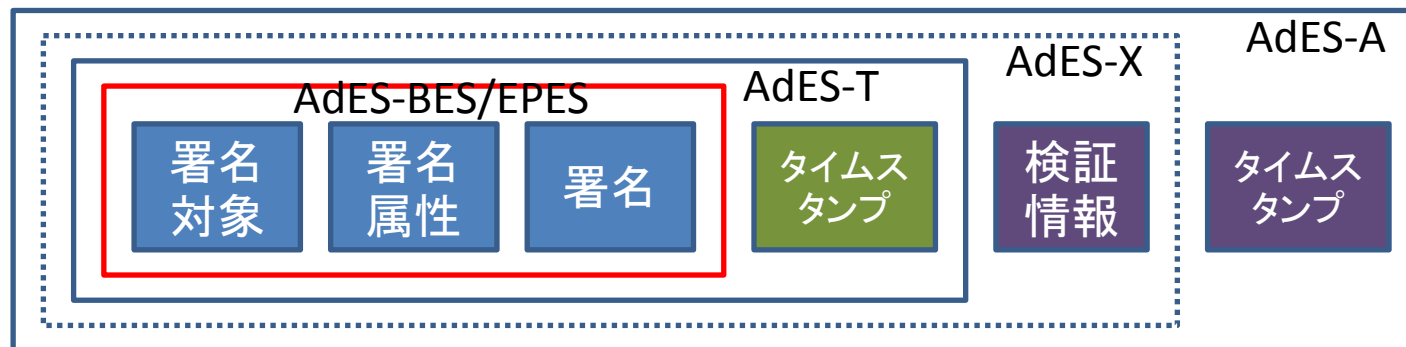 AdES-A
AdES-X
AdES-T
AdES-BES/EPES
署名
対象
署名
属性
署名
タイムス
タンプ
検証
情報
タイムス
タンプ